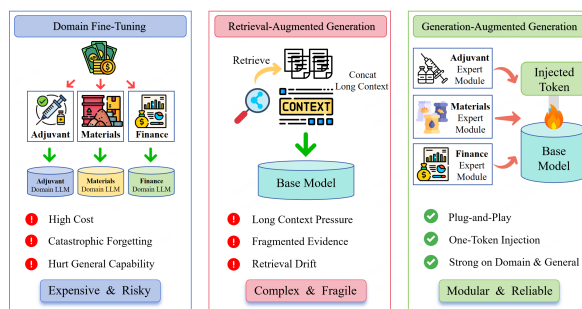 Domain Fine-Tuning
Adjuvant
Materials
Finance
Adjuvant
Domain LLM
Materials
Domain LLM
Finance
Domain LLM
High Cost
Catastrophic Forgetting
Hurt General Capability
Expensive & Risky
Retrieval-Augmented Generation
Retrieve
Concat
Long Context
CONTEXT
Base Model
Long Context Pressure
Fragmented Evidence
Retrieval Drift
Complex & Fragile
Generation-Augmented Generation
Adjuvant
Expert
Module
Materials
Expert
Module
Finance
Expert
Module
Injected
Token
Base
Model
Plug-and-Play
One-Token Injection
Strong on Domain & General
Modular & Reliable